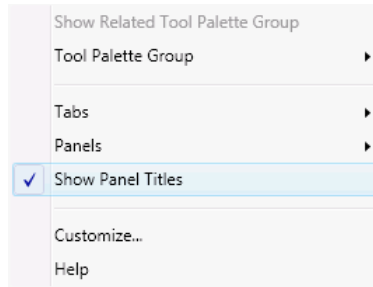 Show Related Tool Palette Group
Tool Palette Group
Tabs
Panels
Show Panel Titles
Customize...
Help